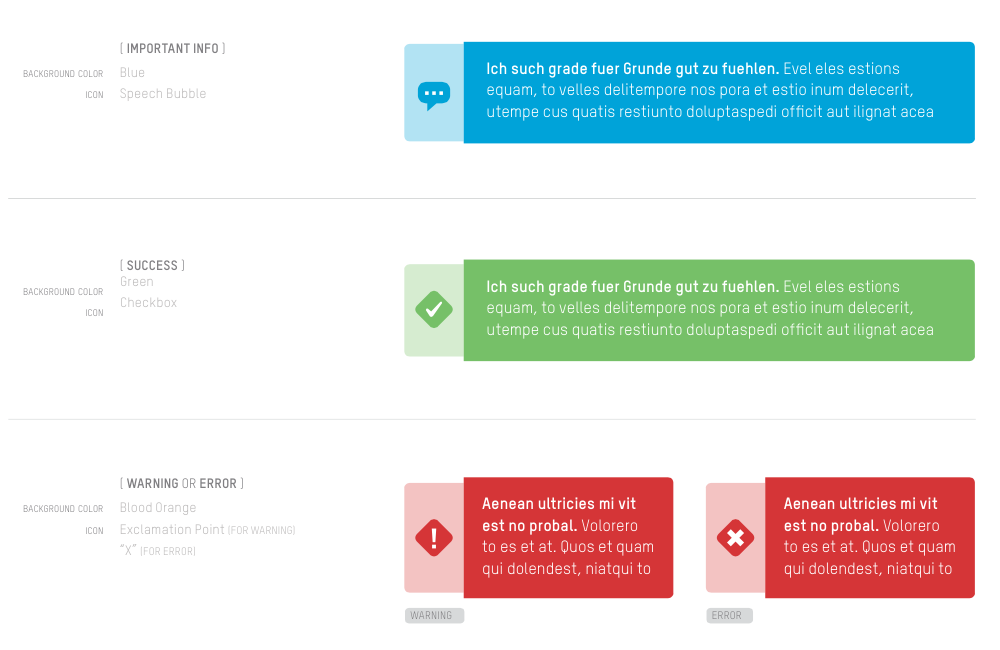 [ IMPORTANT INFO ]
BACKGROUND COLOR Blue
ICON Speech Bubble
Ich such grade fuer Grunde gut zu fuehlen. Evel eles estions
equam, to velles delitempore nos pora et estio inum delecerit,
utempe cus quatis restiunto doluptaspedi officit aut ilignat acea
[ SUCCESS ]
BACKGROUND COLOR Green
ICON Checkbox
Ich such grade fuer Grunde gut zu fuehlen. Evel eles estions
equam, to velles delitempore nos pora et estio inum delecerit,
utempe cus quatis restiunto doluptaspedi officit aut ilignat acea
[ WARNING OR ERROR ]
BACKGROUND COLOR Blood Orange
ICON Exclamation Point (FOR WARNING)
“X” (FOR ERROR)
Aenean ultricies mi vit
est no probal. Volorero
to es et at. Quos et quam
qui dolendest, niatqui to
WARNING
Aenean ultricies mi vit
est no probal. Volorero
to es et at. Quos et quam
qui dolendest, niatqui to
ERROR